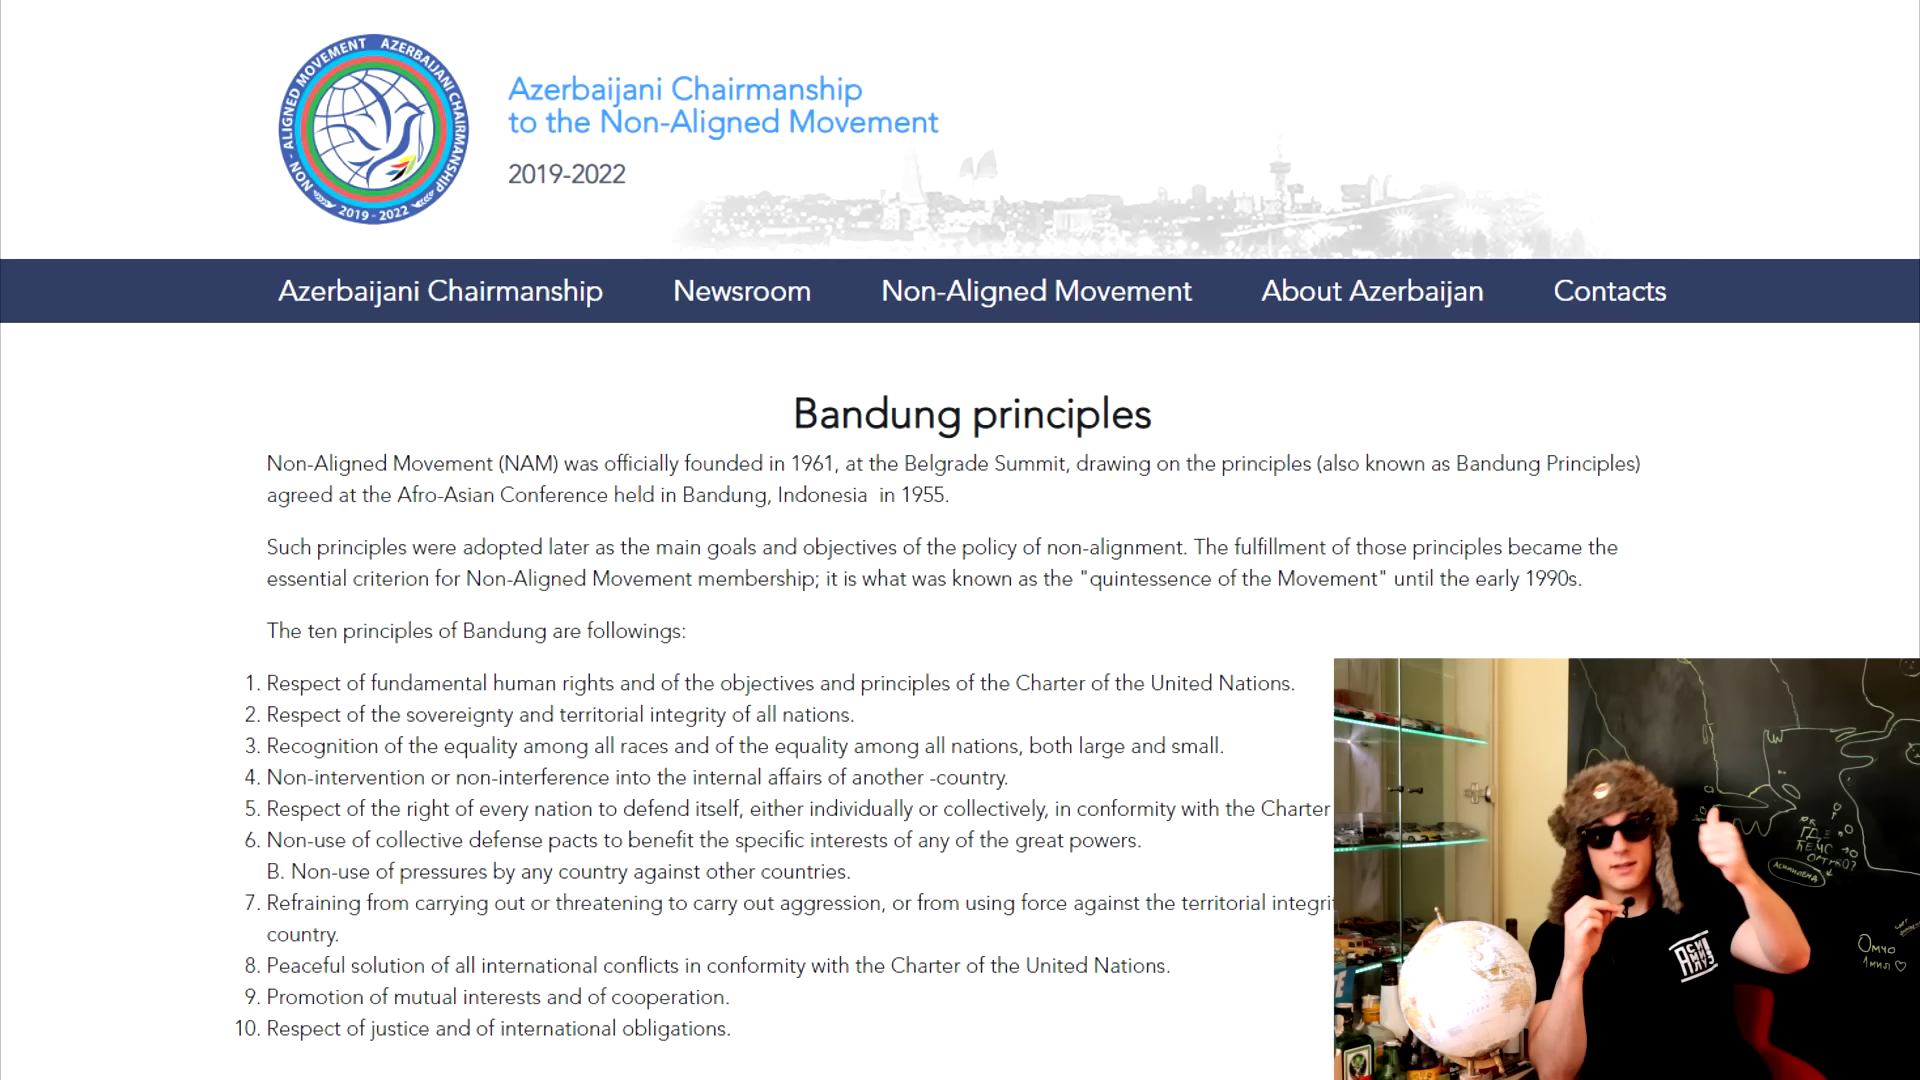 NON - ALIGNED MOVEMENT AZERBAIJANI CHAIRMANSHIP
2019 - 2022
Azerbaijani Chairmanship
to the Non-Aligned Movement
2019-2022
Azerbaijani Chairmanship Newsroom Non-Aligned Movement About Azerbaijan Contacts
Bandung principles
Non-Aligned Movement (NAM) was officially founded in 1961, at the Belgrade Summit, drawing on the principles (also known as Bandung Principles)
agreed at the Afro-Asian Conference held in Bandung, Indonesia in 1955.
Such principles were adopted later as the main goals and objectives of the policy of non-alignment. The fulfillment of those principles became the
essential criterion for Non-Aligned Movement membership; it is what was known as the "quintessence of the Movement" until the early 1990s.
The ten principles of Bandung are followings:
1. Respect of fundamental human rights and of the objectives and principles of the Charter of the United Nations.
2. Respect of the sovereignty and territorial integrity of all nations.
3. Recognition of the equality among all races and of the equality among all nations, both large and small.
4. Non-intervention or non-interference into the internal affairs of another -country.
5. Respect of the right of every nation to defend itself, either individually or collectively, in conformity with the Charter
6. Non-use of collective defense pacts to benefit the specific interests of any of the great powers.
B. Non-use of pressures by any country against other countries.
7. Refraining from carrying out or threatening to carry out aggression, or from using force against the territorial integri
country.
8. Peaceful solution of all international conflicts in conformity with the Charter of the United Nations.
9. Promotion of mutual interests and of cooperation.
10. Respect of justice and of international obligations.
Омчо
1 мил